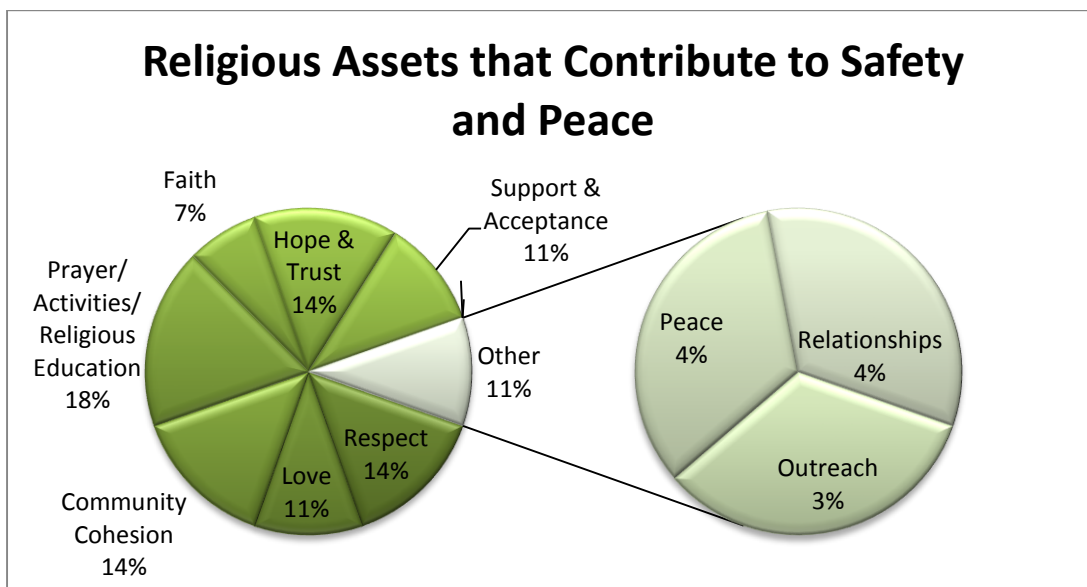 Religious Assets that Contribute to Safety
and Peace
Faith
7%
Hope &
Trust
14%
Support &
Acceptance
11%
Prayer/
Activities/
Religious
Education
18%
Other
11%
Respect
14%
Love
11%
Community
Cohesion
14%
Peace
4%
Relationships
4%
Outreach
3%